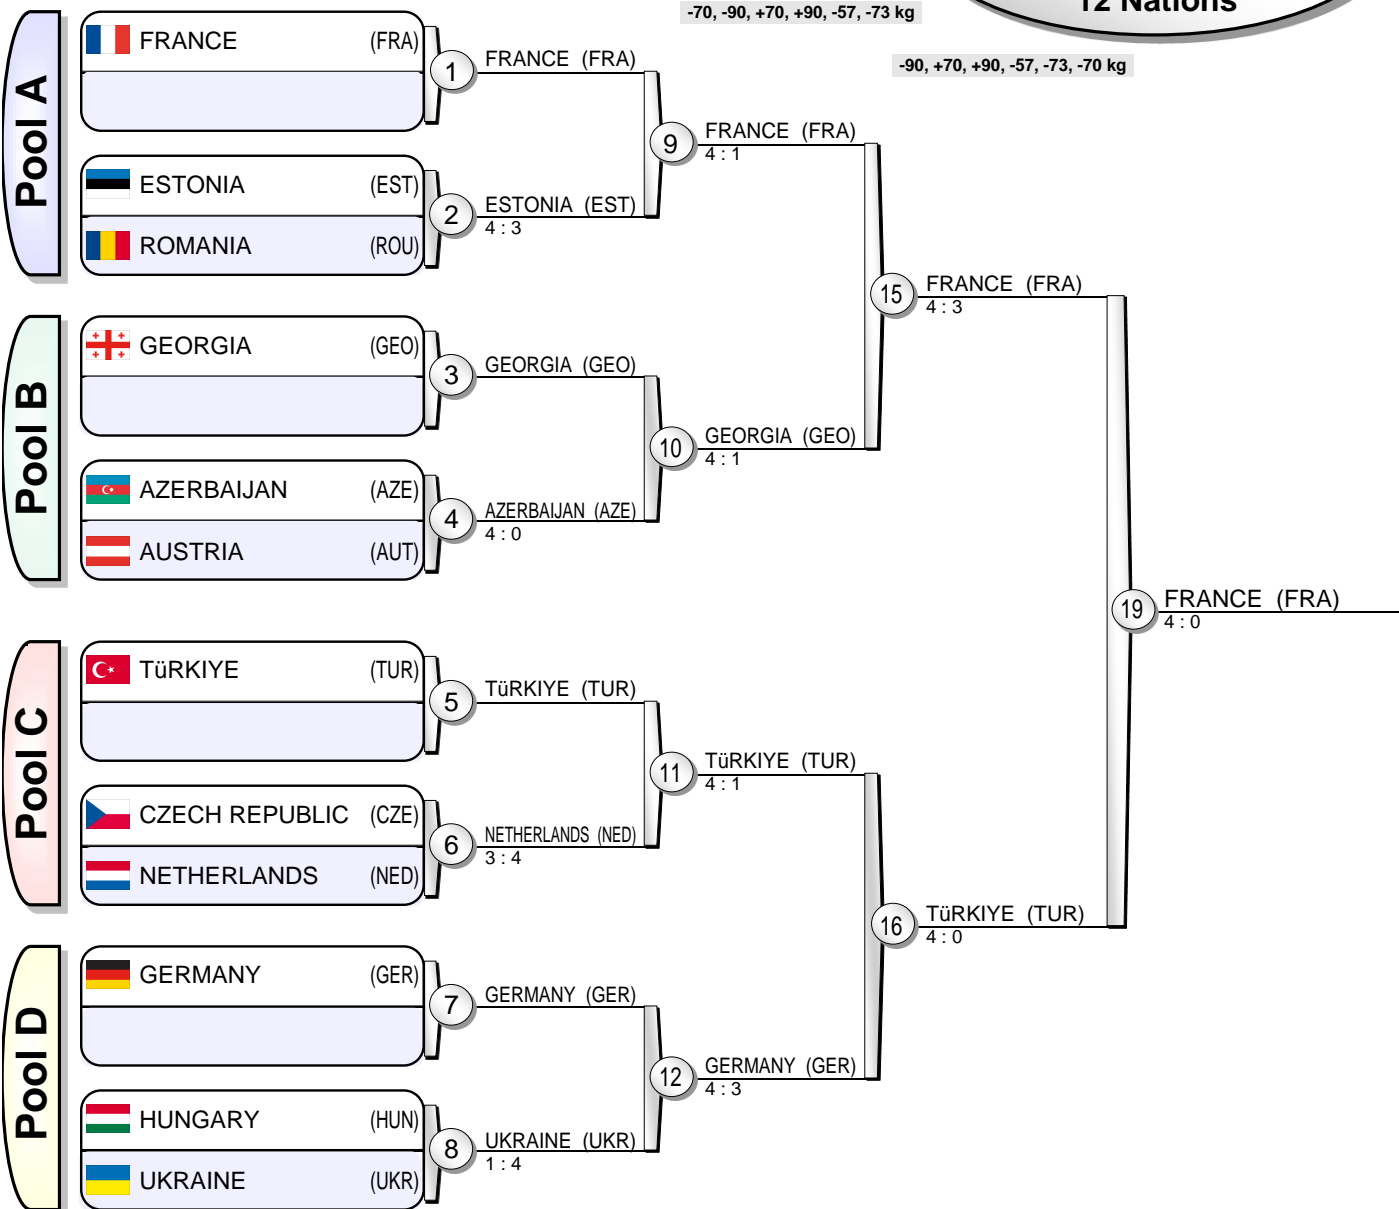 12 Nations
-70, -90, +70, +90, -57, -73 kg
-90, +70, +90, -57, -73, -70 kg
Pool A
FRANCE (FRA)
1
FRANCE (FRA)
ESTONIA (EST)
ROMANIA (ROU)
2
ESTONIA (EST)
4 : 3
9
FRANCE (FRA)
4 : 1
Pool B
GEORGIA (GEO)
3
GEORGIA (GEO)
AZERBAIJAN (AZE)
AUSTRIA (AUT)
4
AZERBAIJAN (AZE)
4 : 0
10
GEORGIA (GEO)
4 : 1
15
FRANCE (FRA)
4 : 3
Pool C
TüRKIYE (TUR)
5
TüRKIYE (TUR)
CZECH REPUBLIC (CZE)
NETHERLANDS (NED)
6
NETHERLANDS (NED)
3 : 4
11
TüRKIYE (TUR)
4 : 1
Pool D
GERMANY (GER)
7
GERMANY (GER)
HUNGARY (HUN)
UKRAINE (UKR)
8
UKRAINE (UKR)
1 : 4
12
GERMANY (GER)
4 : 3
16
TüRKIYE (TUR)
4 : 0
19
FRANCE (FRA)
4 : 0